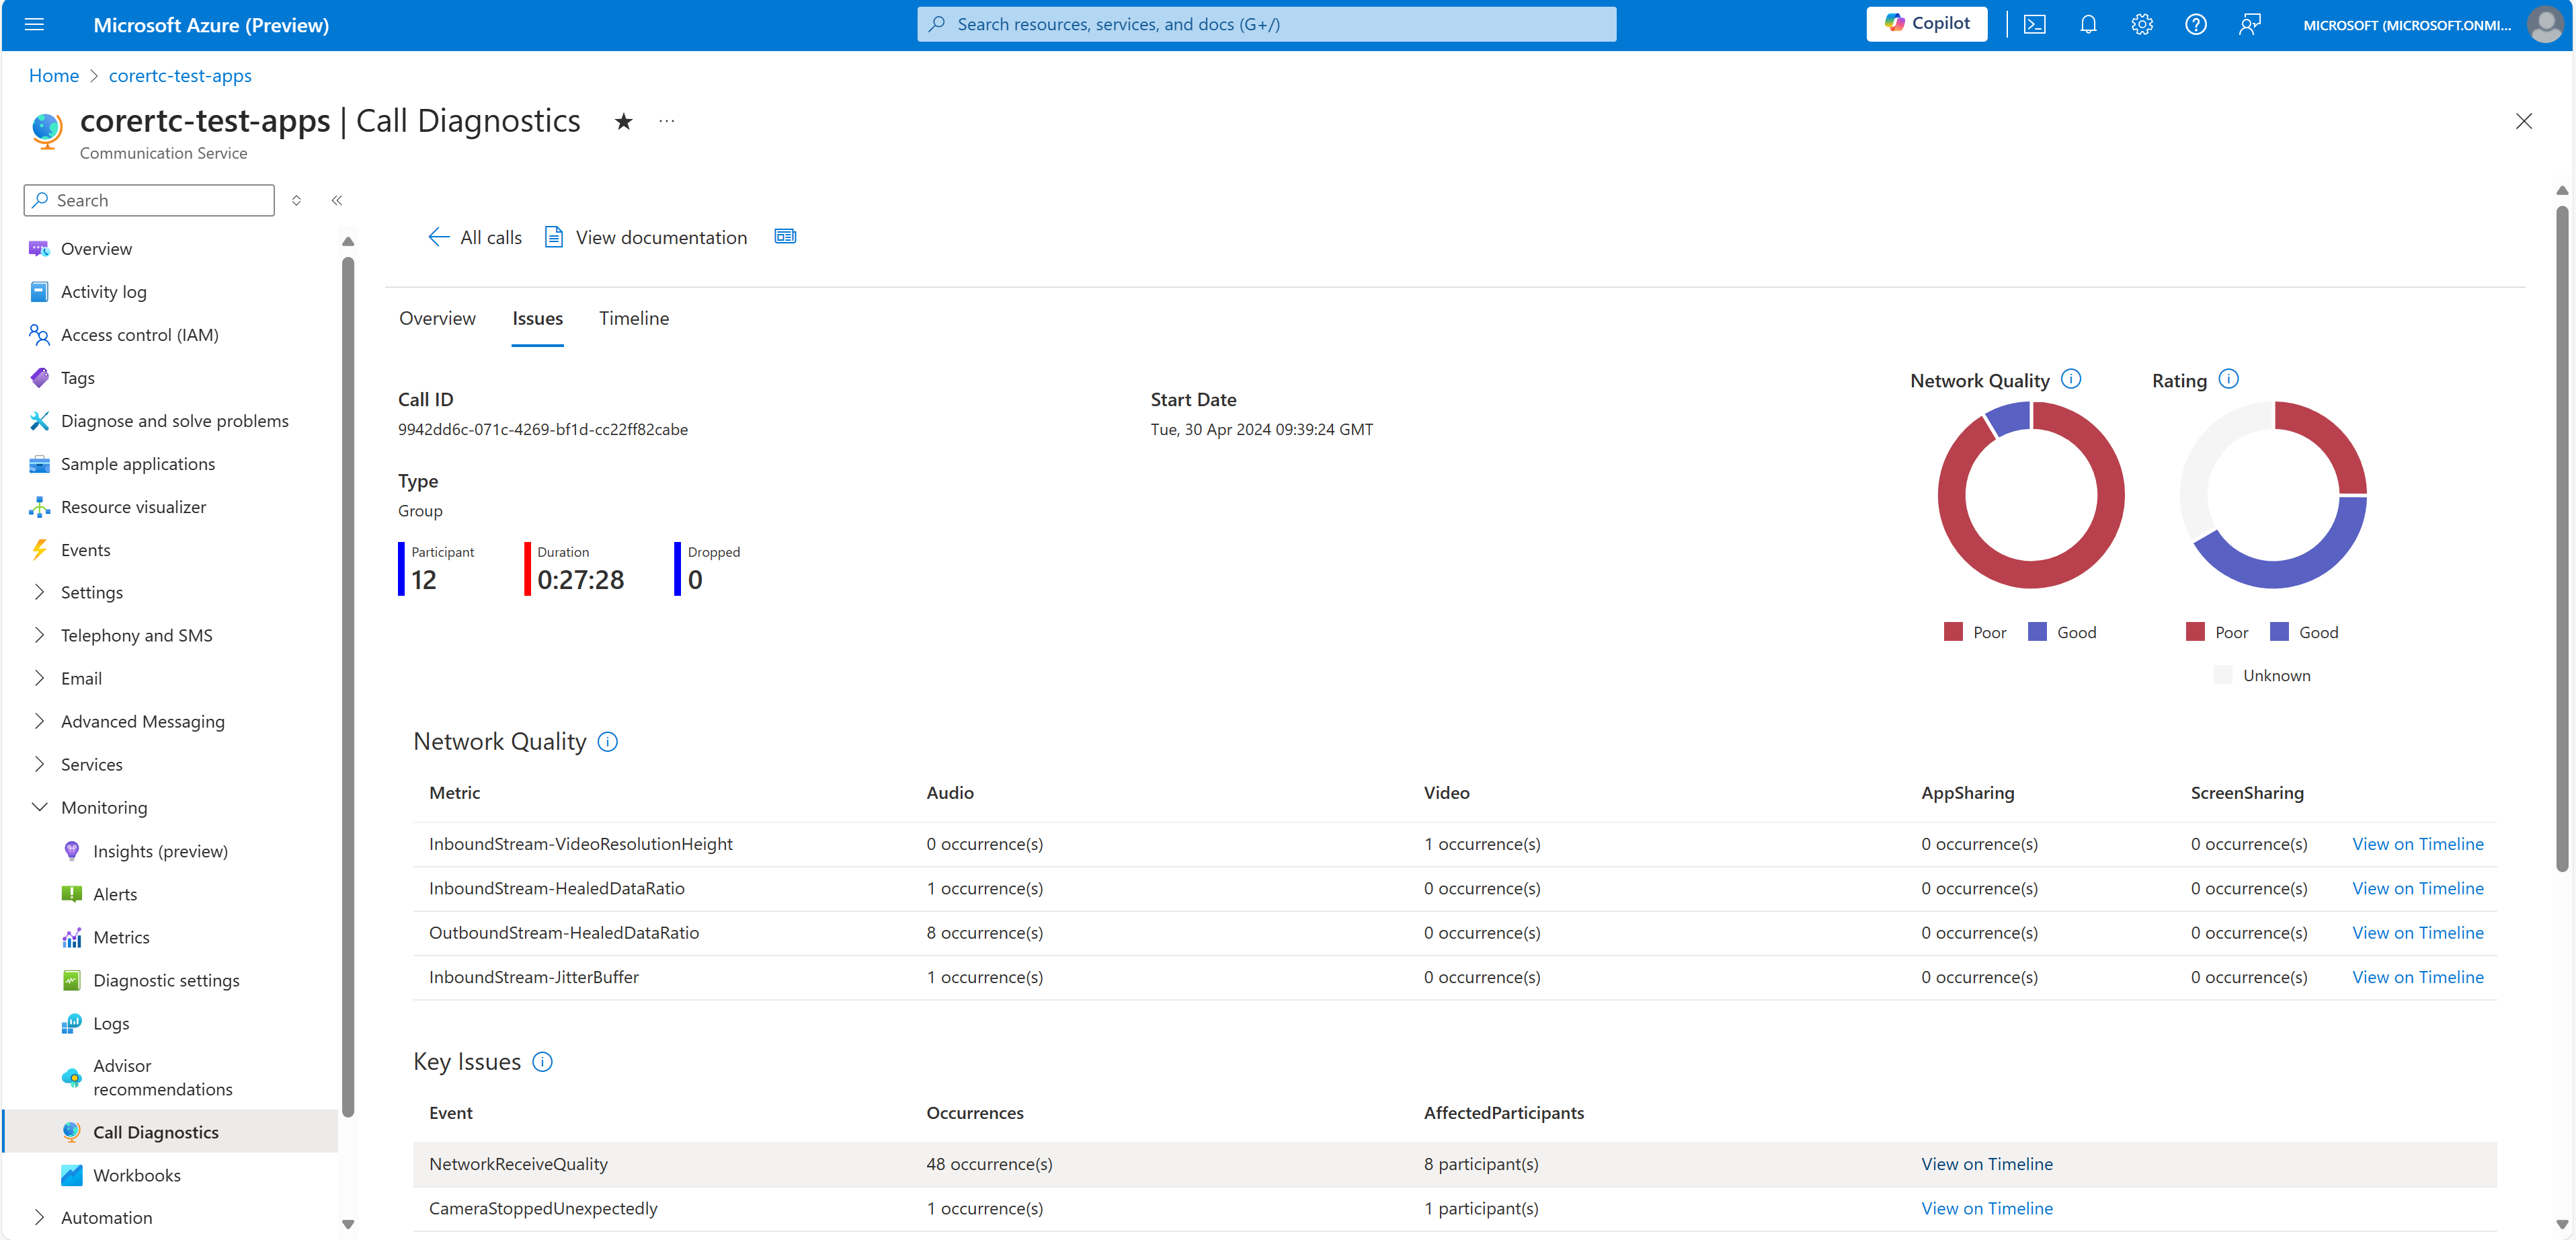 Microsoft Azure (Preview)
Search resources, services, and docs (G+/)
Copilot
MICROSOFT (MICROSOFT.ONMI...
Home > corertc-test-apps
corertc-test-apps | Call Diagnostics
Communication Service
Search
Overview
Activity log
Access control (IAM)
Tags
Diagnose and solve problems
Sample applications
Resource visualizer
Events
Settings
Telephony and SMS
Email
Advanced Messaging
Services
Monitoring
Insights (preview)
Alerts
Metrics
Diagnostic settings
Logs
Advisor
recommendations
Call Diagnostics
Workbooks
Automation
All calls View documentation
Overview Issues Timeline
Call ID
9942dd6c-071c-4269-bf1d-cc22ff82cabe
Start Date
Tue, 30 Apr 2024 09:39:24 GMT
Type
Group
Participant
12
Duration
0:27:28
Dropped
0
Network Quality
Poor Good
Rating
Poor Good
Unknown
Network Quality
Metric Audio Video AppSharing ScreenSharing
InboundStream-VideoResolutionHeight 0 occurrence(s) 1 occurrence(s) 0 occurrence(s) 0 occurrence(s) View on Timeline
InboundStream-HealedDataRatio 1 occurrence(s) 0 occurrence(s) 0 occurrence(s) 0 occurrence(s) View on Timeline
OutboundStream-HealedDataRatio 8 occurrence(s) 0 occurrence(s) 0 occurrence(s) 0 occurrence(s) View on Timeline
InboundStream-JitterBuffer 1 occurrence(s) 0 occurrence(s) 0 occurrence(s) 0 occurrence(s) View on Timeline
Key Issues
Event Occurrences AffectedParticipants
NetworkReceiveQuality 48 occurrence(s) 8 participant(s) View on Timeline
CameraStoppedUnexpectedly 1 occurrence(s) 1 participant(s) View on Timeline